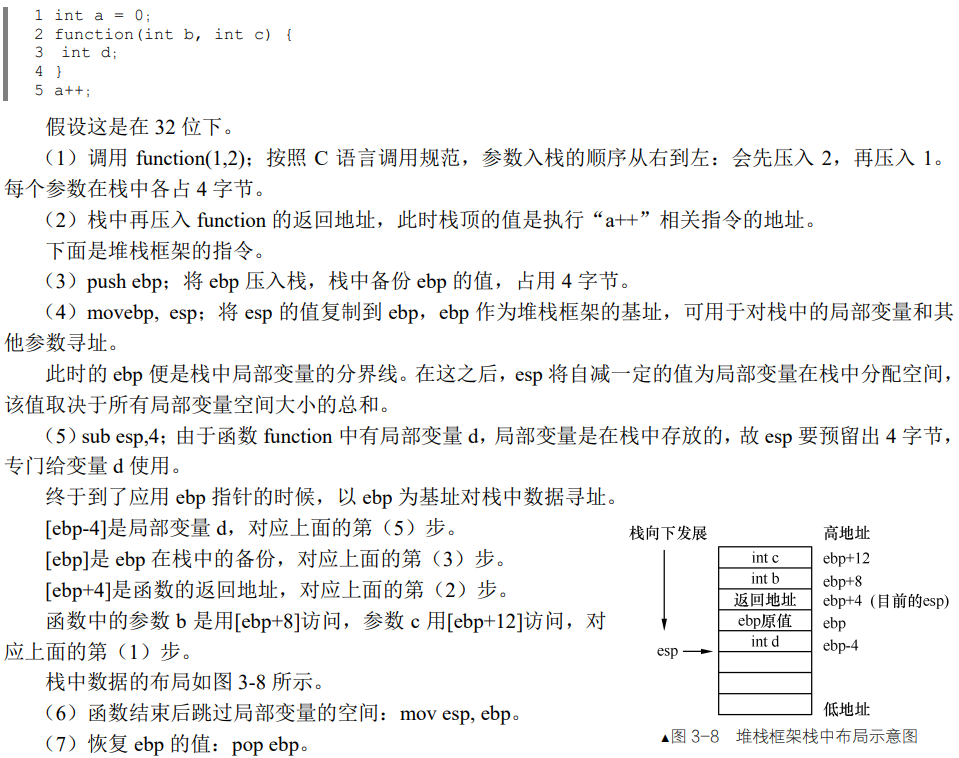 1 int a = 0;
2 function(int b, int c) {
3  int d;
4 }
5 a++;
假设这是在 32 位下。
（1）调用 function(1,2)；按照 C 语言调用规范，参数入栈的顺序从右到左：会先压入 2，再压入 1。
每个参数在栈中各占 4 字节。
（2）栈中再压入 function 的返回地址，此时栈顶的值是执行“a++”相关指令的地址。
下面是堆栈框架的指令。
（3）push ebp；将 ebp 压入栈，栈中备份 ebp 的值，占用 4 字节。
（4）movebp, esp；将 esp 的值复制到 ebp，ebp 作为堆栈框架的基址，可用于对栈中的局部变量和其
他参数寻址。
此时的 ebp 便是栈中局部变量的分界线。在这之后，esp 将自减一定的值为局部变量在栈中分配空间，
该值取决于所有局部变量空间大小的总和。
（5）sub esp,4；由于函数 function 中有局部变量 d，局部变量是在栈中存放的，故 esp 要预留出 4 字节，
专门给变量 d 使用。
终于到了应用 ebp 指针的时候，以 ebp 为基址对栈中数据寻址。
[ebp-4]是局部变量 d，对应上面的第（5）步。
[ebp]是 ebp 在栈中的备份，对应上面的第（3）步。
[ebp+4]是函数的返回地址，对应上面的第（2）步。
函数中的参数 b 是用[ebp+8]访问，参数 c 用[ebp+12]访问，对
应上面的第（1）步。
栈中数据的布局如图 3-8 所示。
（6）函数结束后跳过局部变量的空间：mov esp, ebp。
（7）恢复 ebp 的值：pop ebp。
栈向下发展
高地址
int c
ebp+12
int b
ebp+8
返回地址
ebp+4 (目前的esp)
ebp原值
ebp
int d
ebp-4
esp
低地址
▲图 3-8 堆栈框架栈中布局示意图